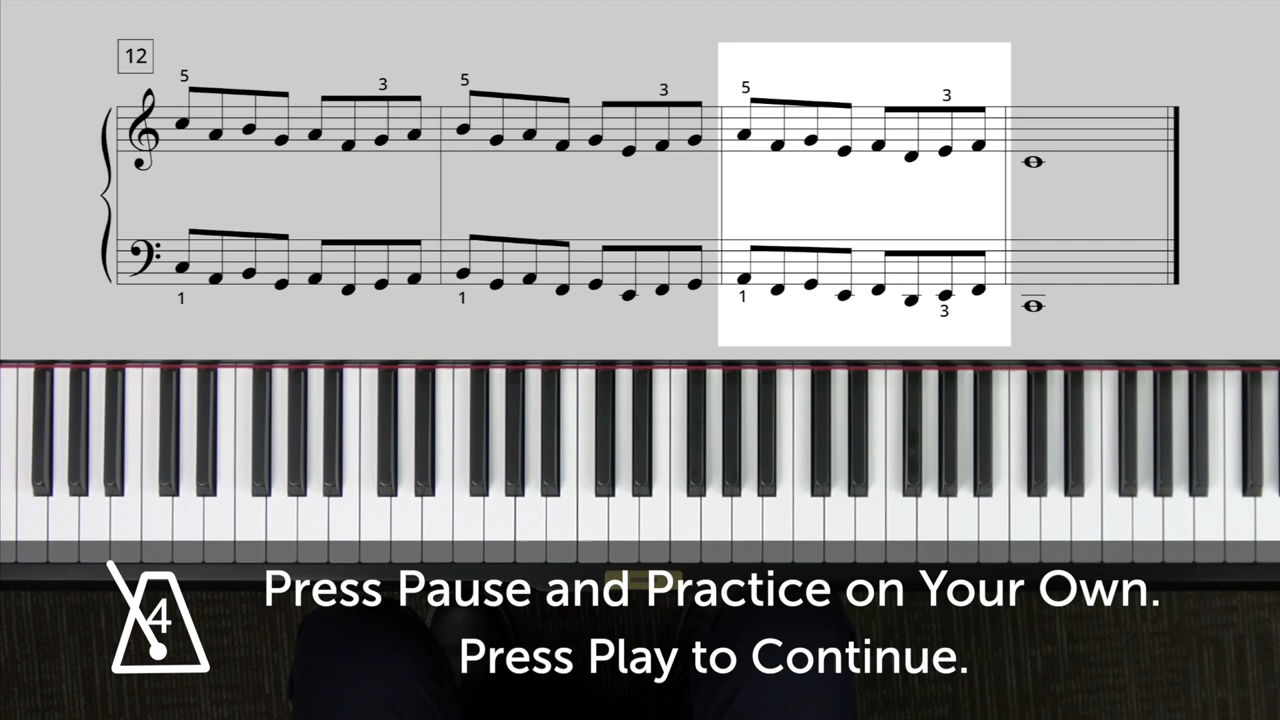 12
5 3 5 3 5 3
1 1 1 3
4
Press Pause and Practice on Your Own.
Press Play to Continue.